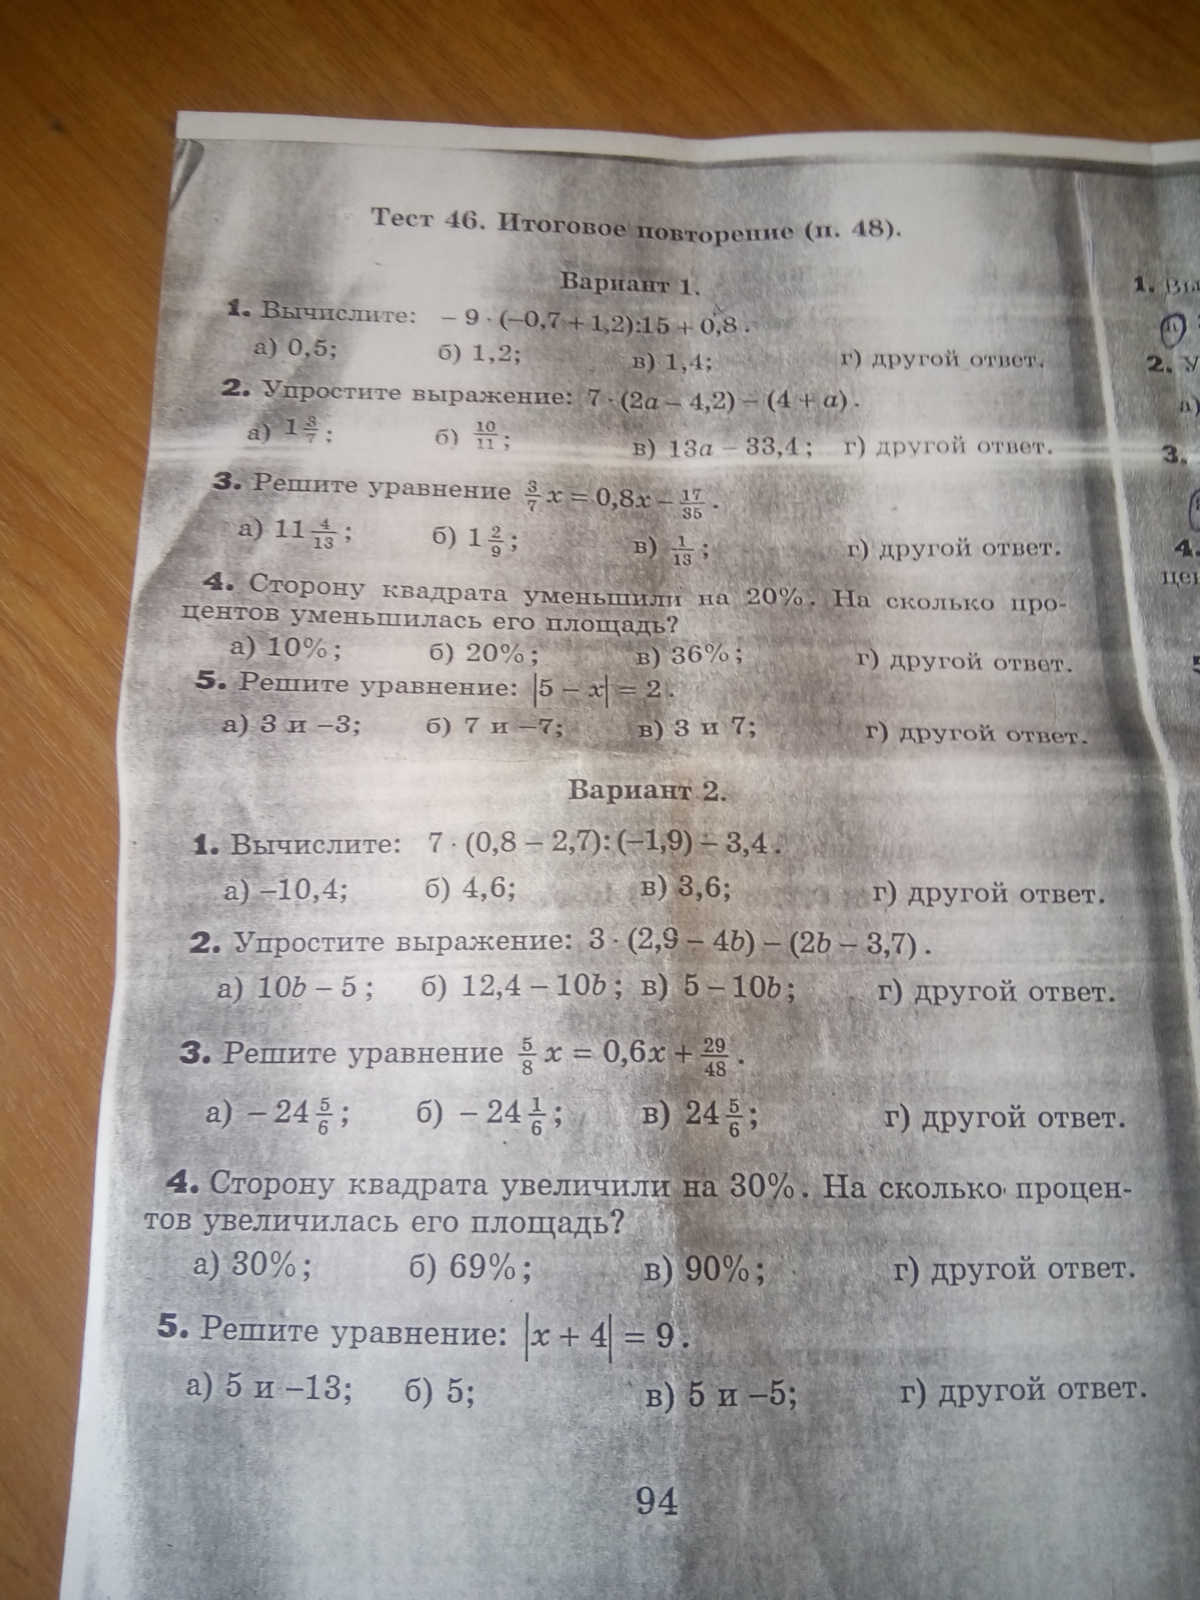 Тест 46. Итоговое повторение (п. 48).
Вариант 1.
1. Вычислите: – 9 · (–0,7 + 1,2):15 + 0,8.
а) 0,5; б) 1,2; в) 1,4; г) другой ответ.
2. Упростите выражение: 7 · (2a – 4,2) – (4 + a).
а) 1 3/7; б) 10/11; в) 13a – 33,4; г) другой ответ.
3. Решите уравнение 3/7 x = 0,8x – 17/35.
а) 11 4/13; б) 1 2/9; в) 1/13; г) другой ответ.
4. Сторону квадрата уменьшили на 20%. На сколько про-
центов уменьшилась его площадь?
а) 10%; б) 20%; в) 36%; г) другой ответ.
5. Решите уравнение: |5 – x| = 2.
а) 3 и –3; б) 7 и –7; в) 3 и 7; г) другой ответ.
Вариант 2.
1. Вычислите: 7 · (0,8 – 2,7):(–1,9) – 3,4.
а) –10,4; б) 4,6; в) 3,6; г) другой ответ.
2. Упростите выражение: 3 · (2,9 – 4b) – (2b – 3,7).
а) 10b – 5; б) 12,4 – 10b; в) 5 – 10b; г) другой ответ.
3. Решите уравнение 5/8 x = 0,6x + 29/48.
а) – 24 5/6; б) – 24 1/6; в) 24 5/6; г) другой ответ.
4. Сторону квадрата увеличили на 30%. На сколько процен-
тов увеличилась его площадь?
а) 30%; б) 69%; в) 90%; г) другой ответ.
5. Решите уравнение: |x + 4| = 9.
а) 5 и –13; б) 5; в) 5 и –5; г) другой ответ.
94
1.
2. У
а)
3.
4.
цен